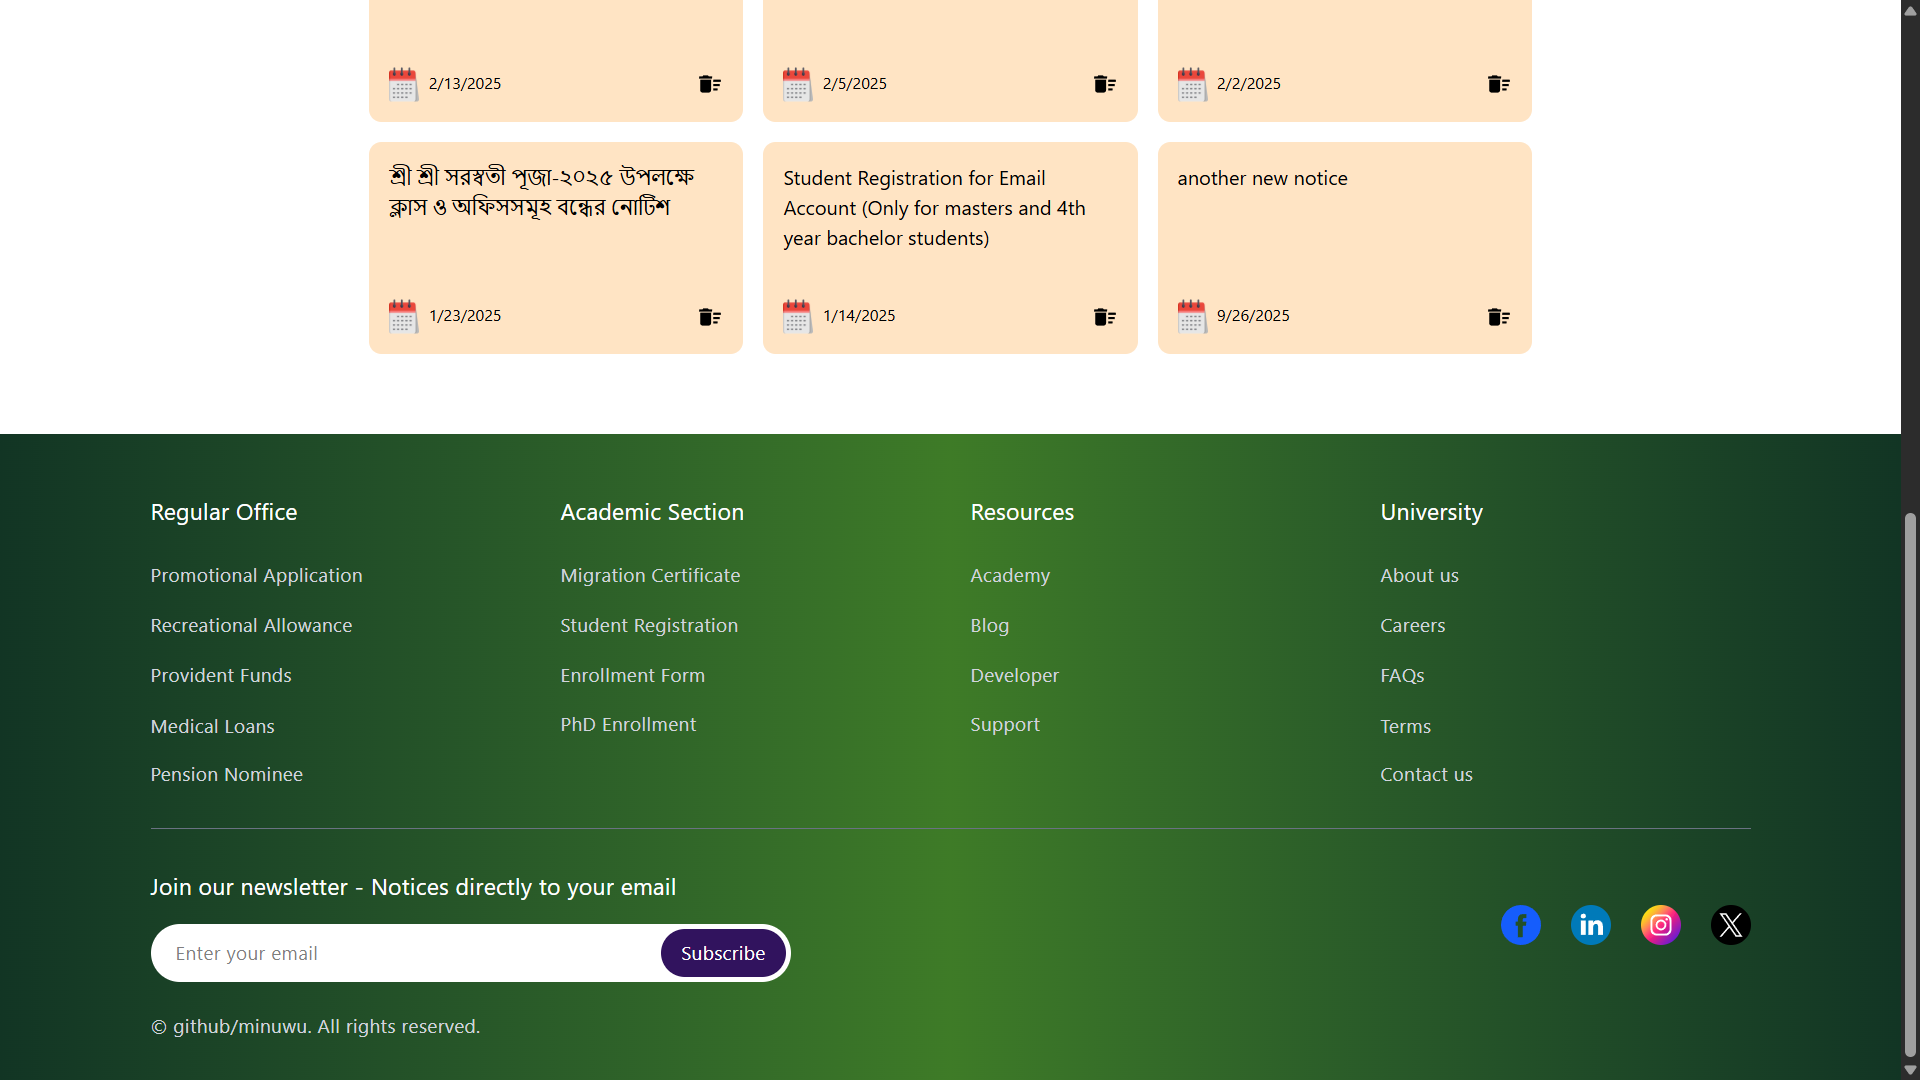 2/13/2025
2/5/2025
2/2/2025
শ্রী শ্রী সরস্বতী পূজা-২০২৫ উপলক্ষে
ক্লাস ও অফিসসমূহ বন্ধের নোটিশ
1/23/2025
Student Registration for Email
Account (Only for masters and 4th
year bachelor students)
1/14/2025
another new notice
9/26/2025
Regular Office
Promotional Application
Recreational Allowance
Provident Funds
Medical Loans
Pension Nominee
Academic Section
Migration Certificate
Student Registration
Enrollment Form
PhD Enrollment
Resources
Academy
Blog
Developer
Support
University
About us
Careers
FAQs
Terms
Contact us
Join our newsletter - Notices directly to your email
Enter your email
Subscribe
© github/minuwu. All rights reserved.